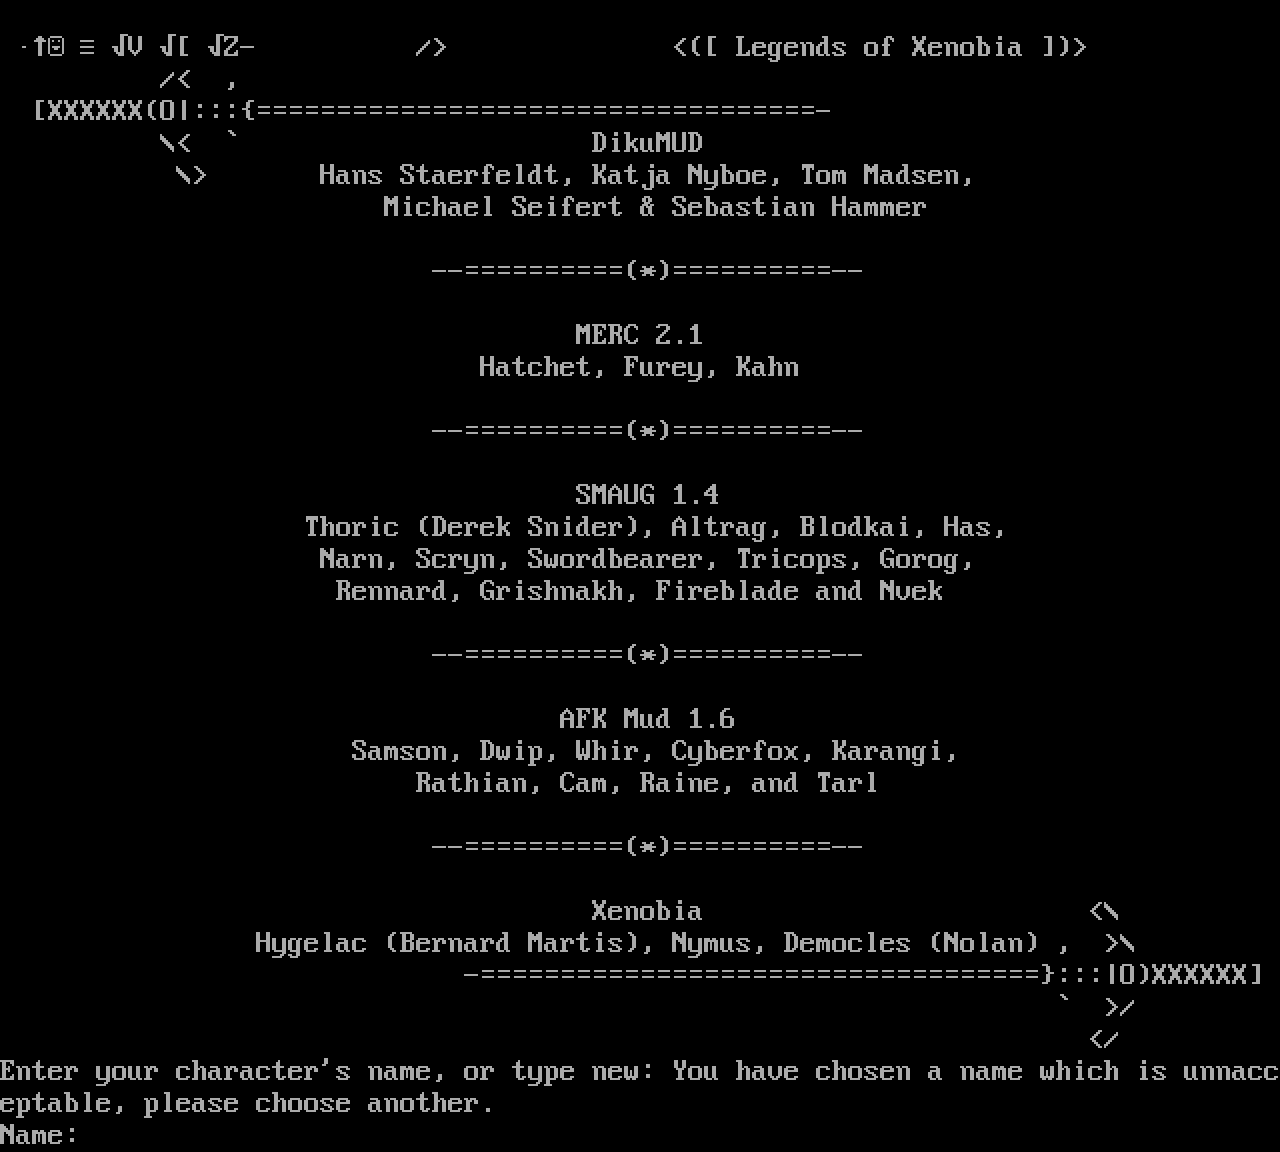 ·↑☺ ≡ √V √[ √Z─          />              <([ Legends of Xenobia ])>
/<  ,
[XXXXXX(O|:::{===================================-
\<  `                      DikuMUD
\>       Hans Staerfeldt, Katja Nyboe, Tom Madsen,
Michael Seifert & Sebastian Hammer
--==========(*)==========--
MERC 2.1
Hatchet, Furey, Kahn
--==========(*)==========--
SMAUG 1.4
Thoric (Derek Snider), Altrag, Blodkai, Has,
Narn, Scryn, Swordbearer, Tricops, Gorog,
Rennard, Grishnakh, Fireblade and Nvek
--==========(*)==========--
AFK Mud 1.6
Samson, Dwip, Whir, Cyberfox, Karangi,
Rathian, Cam, Raine, and Tarl
--==========(*)==========--
Xenobia                        <\
Hygelac (Bernard Martis), Nymus, Democles (Nolan) ,  >\
-===================================}:::|O)XXXXXX]
`  >/
</
Enter your character's name, or type new: You have chosen a name which is unnacc
eptable, please choose another.
Name: